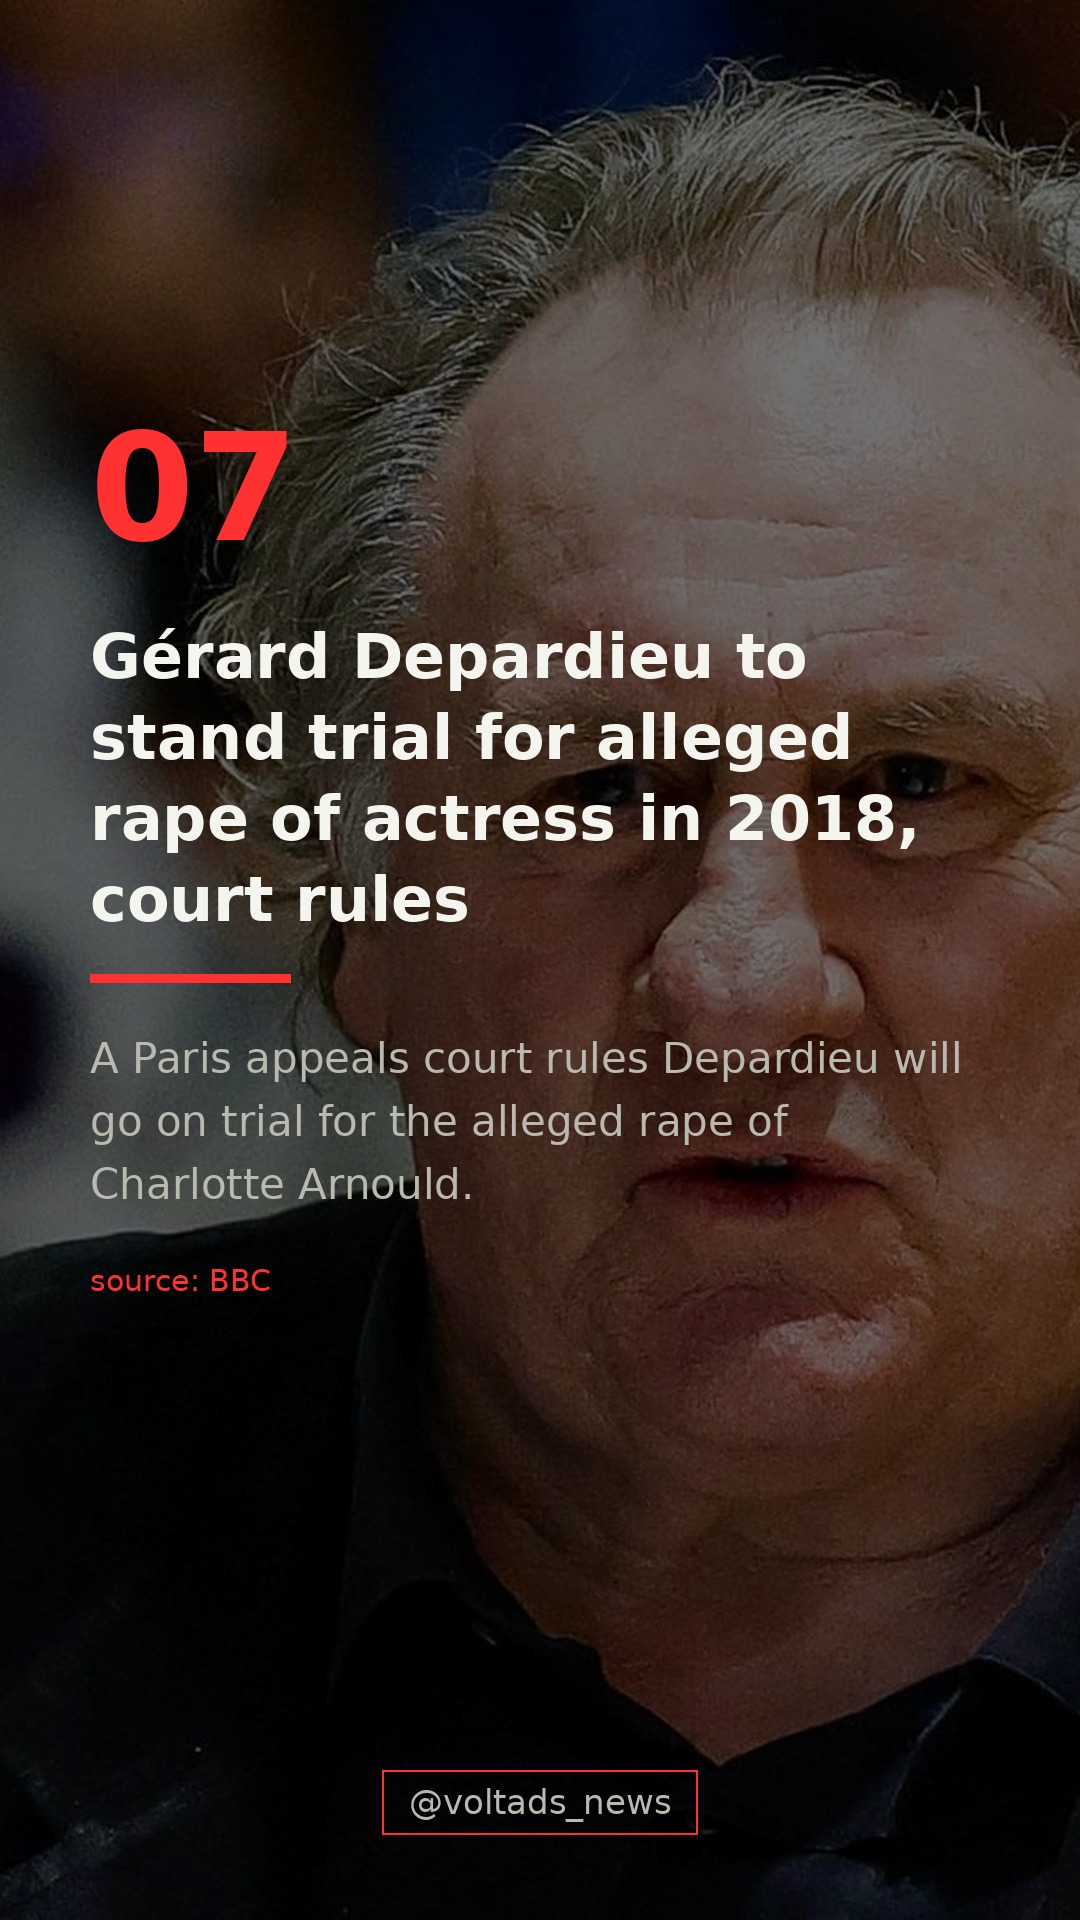 07
Gérard Depardieu to
stand trial for alleged
rape of actress in 2018,
court rules
A Paris appeals court rules Depardieu will
go on trial for the alleged rape of
Charlotte Arnould.
source: BBC
@voltads_news